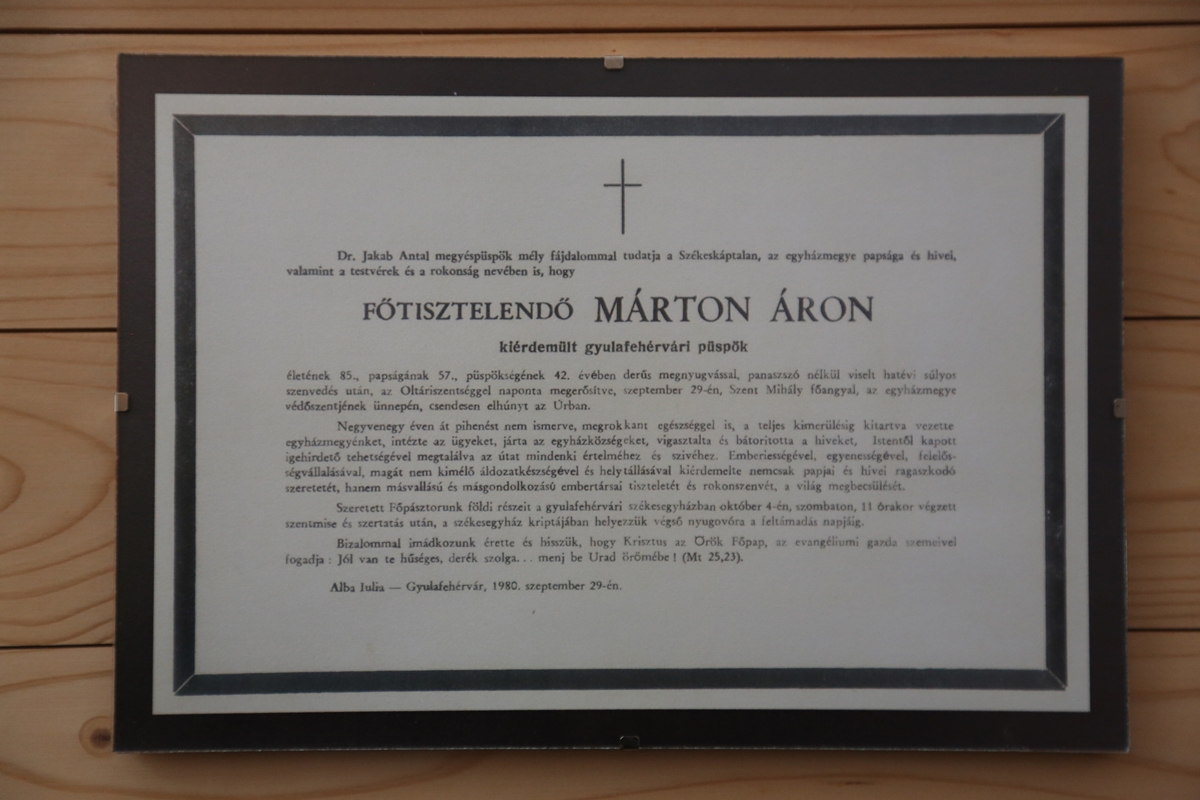 Dr. Jakab Antal megyéspüspök mély fájdalommal tudatja a Székeskáptalan, az egyházmegye papsága és hivei,
valamint a testvérek és a rokonság nevében is, hogy
FŐTISZTELENDŐ MÁRTON ÁRON
kiérdemült gyulafehérvári püspök
életének 85., papságának 57., püspökségének 42. évében derűs megnyugvással, panaszszó nélkül viselt hatévi súlyos
szenvedés után, az Oltáriszentséggel naponta megerősítve, szeptember 29-én, Szent Mihály főangyal, az egyházmegye
védőszentjének ünnepén, csendesen elhúnyt az Úrban.
Negyvenegy éven át pihenést nem ismerve, megrokkant egészséggel is, a teljes kimerülésig kitartva vezette
egyházmegyénket, intézte az ügyeket, járta az egyházközségeket, vigasztalta és bátoritotta a hiveket, Istentől kapott
igehirdető tehetségével megtalálva az útat mindenki értelméhez és szivéhez. Emberiességével, egyenességével, felelős-
ségvállalásával, magát nem kimélő áldozatkészségével és helytállásával kiérdemelte nemcsak papjai és hivei ragaszkodó
szeretetét, hanem másvallású és másgondolkozású embertársai tiszteletét és rokonszenvét, a világ megbecsülését.
Szeretett Főpásztorunk földi részeit a gyulafehérvári székesegyházban október 4-én, szombaton, 11 órakor végzett
szentmise és szertatás után, a székesegyház kriptájában helyezzük végső nyugovóra a feltámadás napjáig.
Bizalommal imádkozunk érette és hisszük, hogy Krisztus az Örök Főpap, az evangéliumi gazda szemeivel
fogadja : Jól van te hűséges, derék szolga... menj be Urad örömébe ! (Mt 25,23).
Alba Iulia — Gyulafehérvár, 1980. szeptember 29-én.